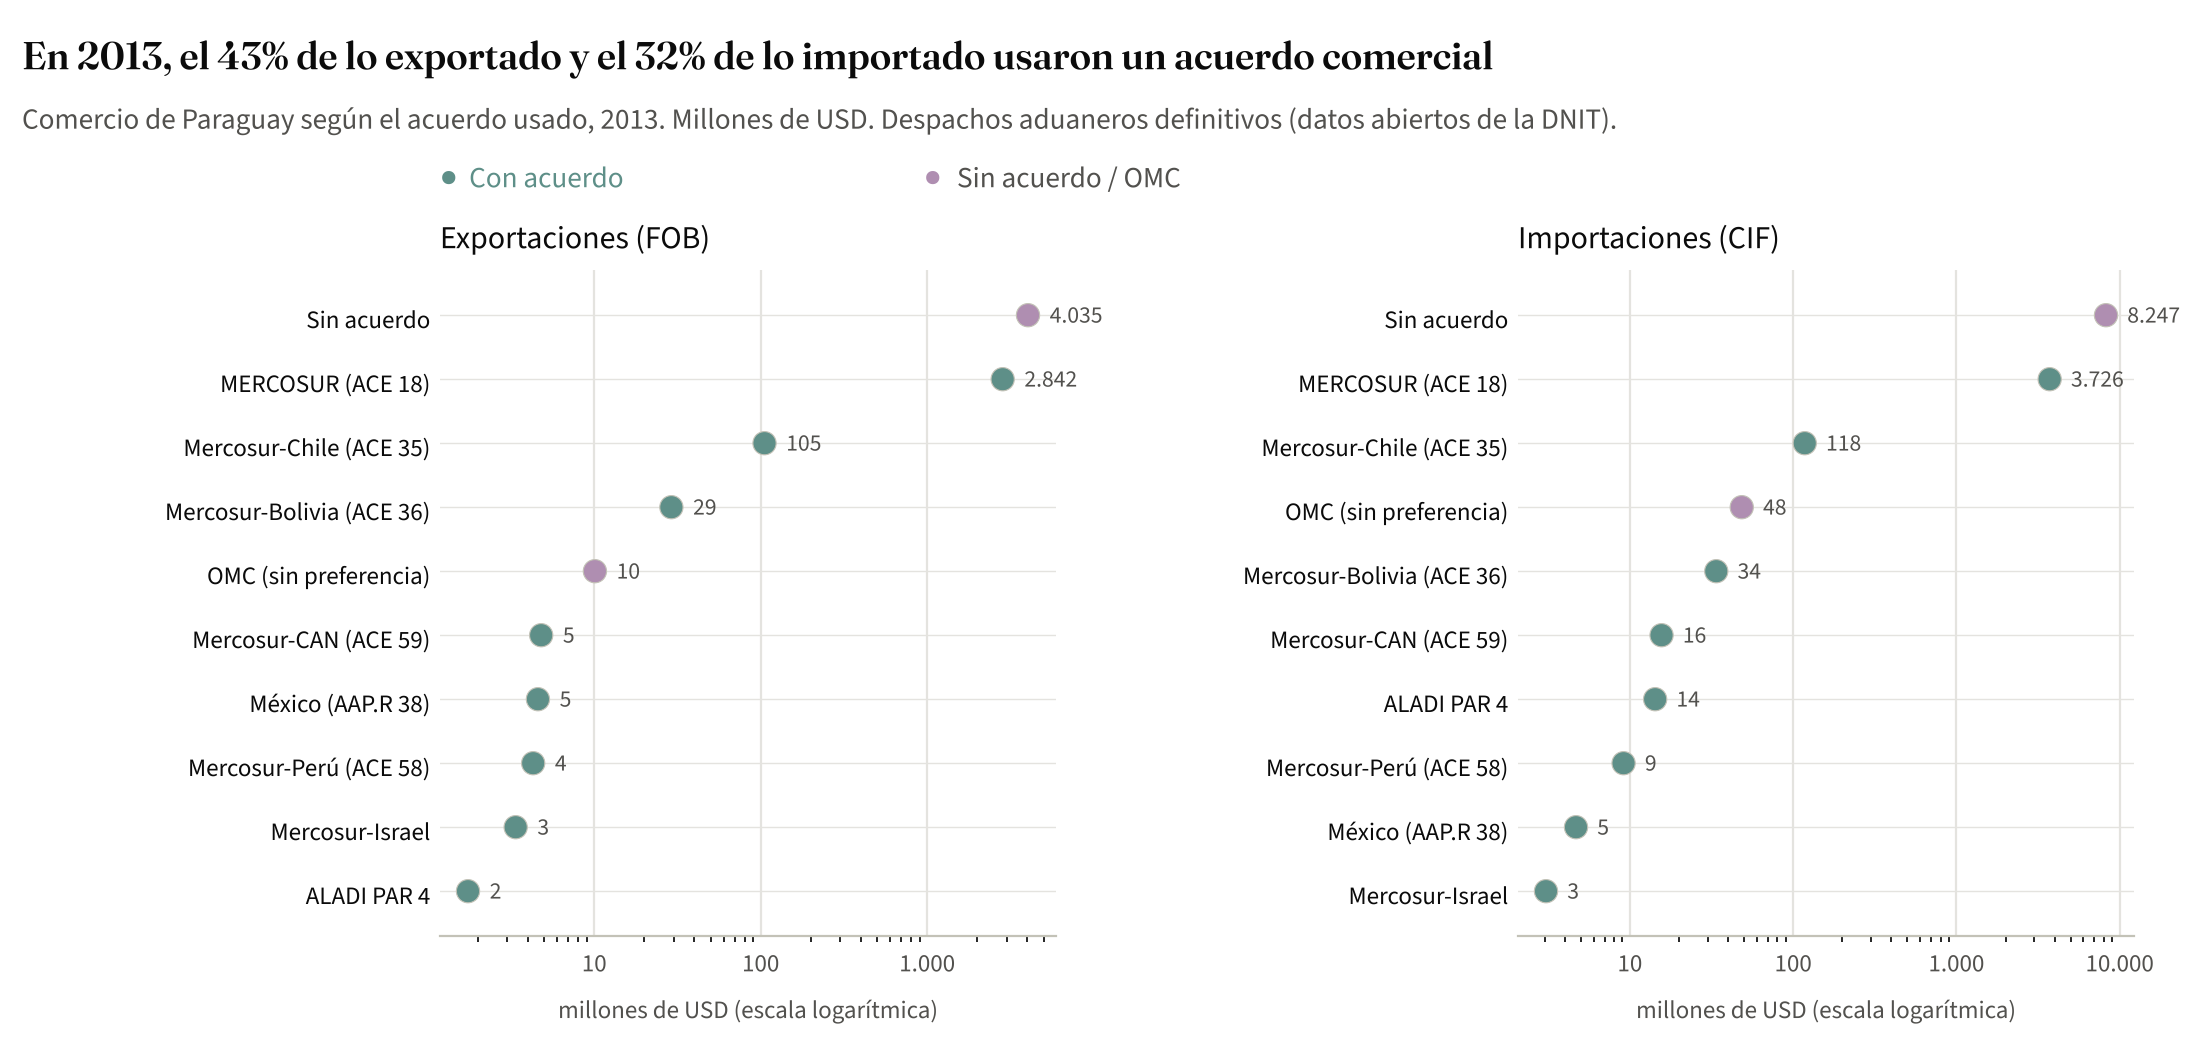 En 2013, el 43% de lo exportado y el 32% de lo importado usaron un acuerdo comercial
Comercio de Paraguay según el acuerdo usado, 2013. Millones de USD. Despachos aduaneros definitivos (datos abiertos de la DNIT).
Con acuerdo
Sin acuerdo / OMC
Exportaciones (FOB)
Sin acuerdo 4.035
MERCOSUR (ACE 18) 2.842
Mercosur-Chile (ACE 35) 105
Mercosur-Bolivia (ACE 36) 29
OMC (sin preferencia) 10
Mercosur-CAN (ACE 59) 5
México (AAP.R 38) 5
Mercosur-Perú (ACE 58) 4
Mercosur-Israel 3
ALADI PAR 4 2
10 100 1.000
millones de USD (escala logarítmica)
Importaciones (CIF)
Sin acuerdo 8.247
MERCOSUR (ACE 18) 3.726
Mercosur-Chile (ACE 35) 118
OMC (sin preferencia) 48
Mercosur-Bolivia (ACE 36) 34
Mercosur-CAN (ACE 59) 16
ALADI PAR 4 14
Mercosur-Perú (ACE 58) 9
México (AAP.R 38) 5
Mercosur-Israel 3
10 100 1.000 10.000
millones de USD (escala logarítmica)